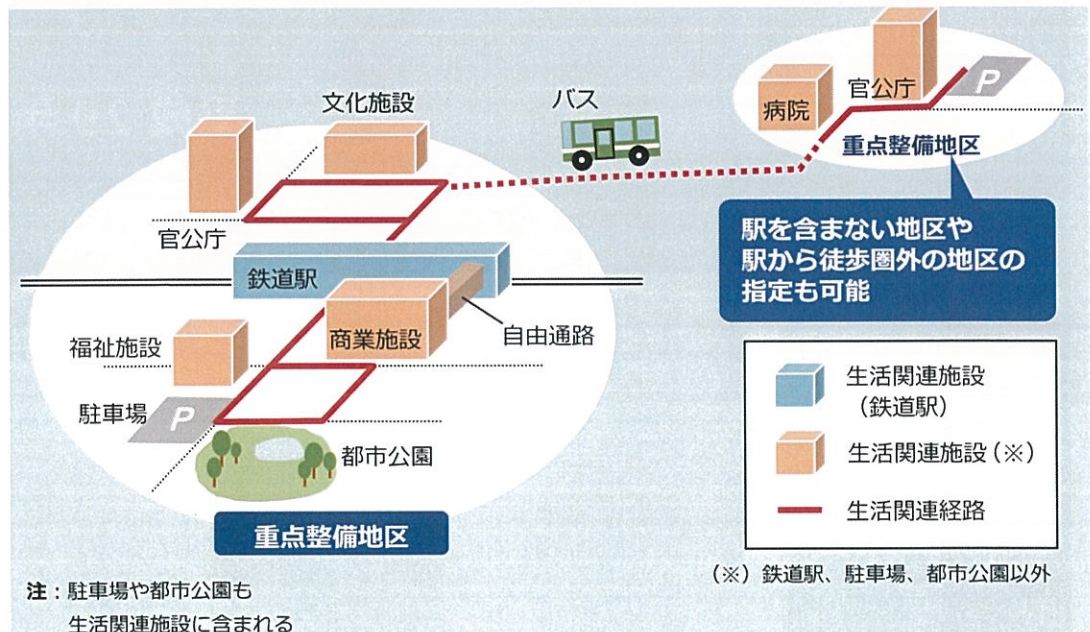 文化施設
官公庁
鉄道駅
商業施設
自由通路
福祉施設
駐車場
P
都市公園
重点整備地区
バス
病院
官公庁
P
重点整備地区
駅を含まない地区や
駅から徒歩圏外の地区の
指定も可能
生活関連施設
(鉄道駅)
生活関連施設(※)
生活関連経路
(※)鉄道駅、駐車場、都市公園以外
注:駐車場や都市公園も
生活関連施設に含まれる